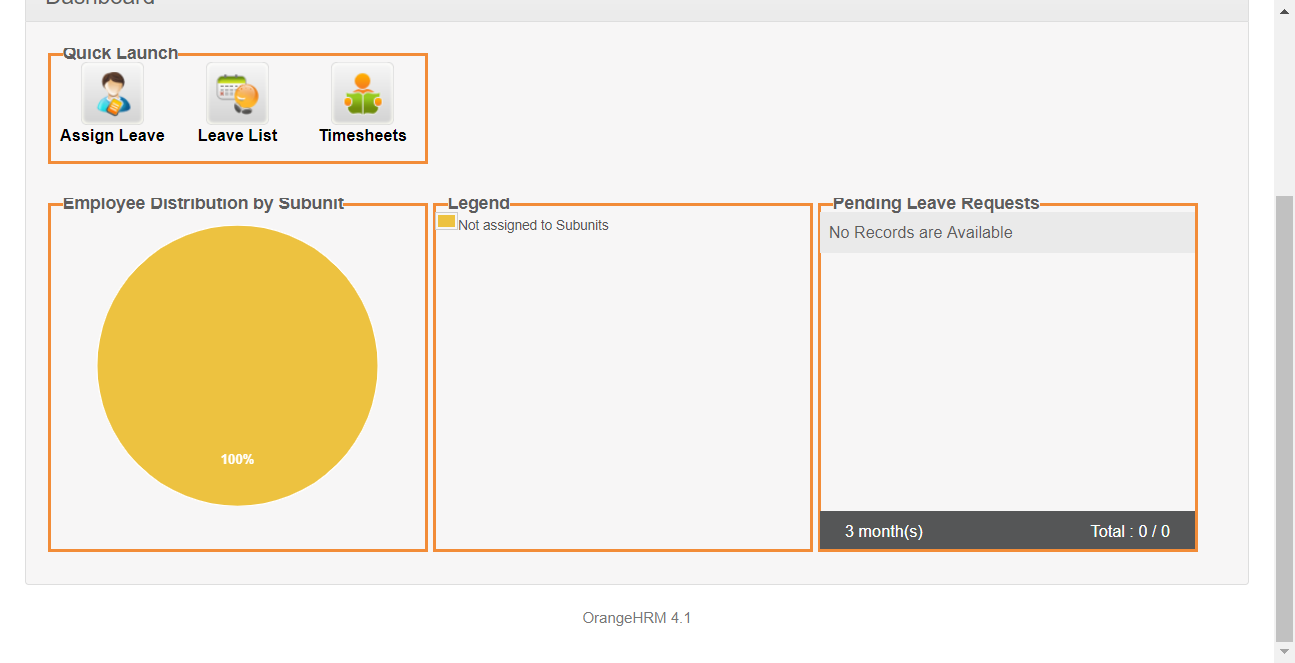 Dashboard
Quick Launch
Assign Leave
Leave List
Timesheets
Employee Distribution by Subunit
100%
Legend
Not assigned to Subunits
Pending Leave Requests
No Records are Available
3 month(s)
Total : 0 / 0
OrangeHRM 4.1